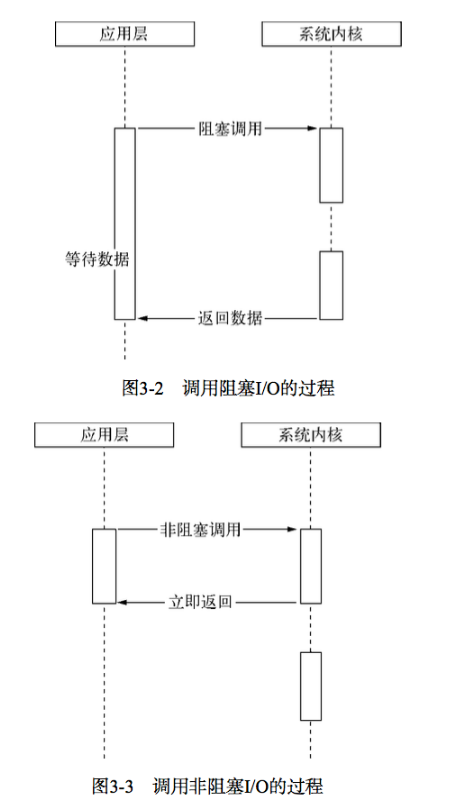 应用层 系统内核
阻塞调用
等待数据
返回数据
图3-2 调用阻塞I/O的过程
应用层 系统内核
非阻塞调用
立即返回
图3-3 调用非阻塞I/O的过程